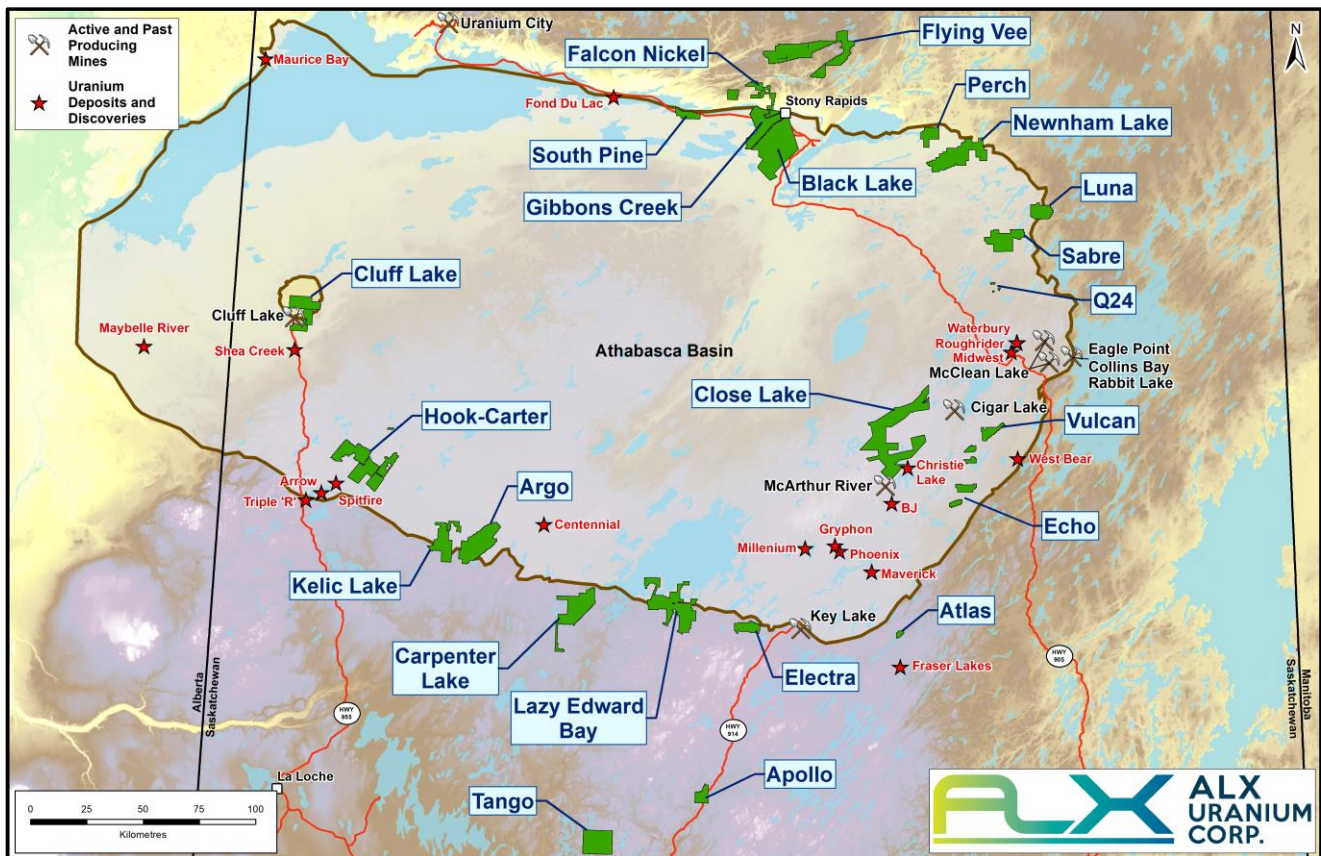 Active and Past
Producing
Mines
Uranium
Deposits and
Discoveries
Uranium City
Maurice Bay
Flying Vee
Falcon Nickel
N
Fond Du Lac
Stony Rapids
Perch
Newnham Lake
South Pine
Black Lake
Gibbons Creek
Luna
Sabre
Q24
Cluff Lake
Cluff Lake
Maybelle River
Shea Creek
Athabasca Basin
Waterbury
Roughrider
Midwest
McClean Lake
Eagle Point
Collins Bay
Rabbit Lake
Close Lake
Cigar Lake
Vulcan
Hook-Carter
West Bear
Christie
Lake
McArthur River
BJ
Echo
Arrow
Triple 'R'
Spitfire
Argo
Centennial
Gryphon
Millenium
Phoenix
Maverick
Kelic Lake
Key Lake
Atlas
Carpenter
Lake
Electra
Fraser Lakes
Lazy Edward
Bay
Alberta
Saskatchewan
HWY
955
HWY
914
HWY
905
Saskatchewan
Manitoba
La Loche
Apollo
Tango
0 25 50 75 100
Kilometres
ALX
ALX
URANIUM
CORP.